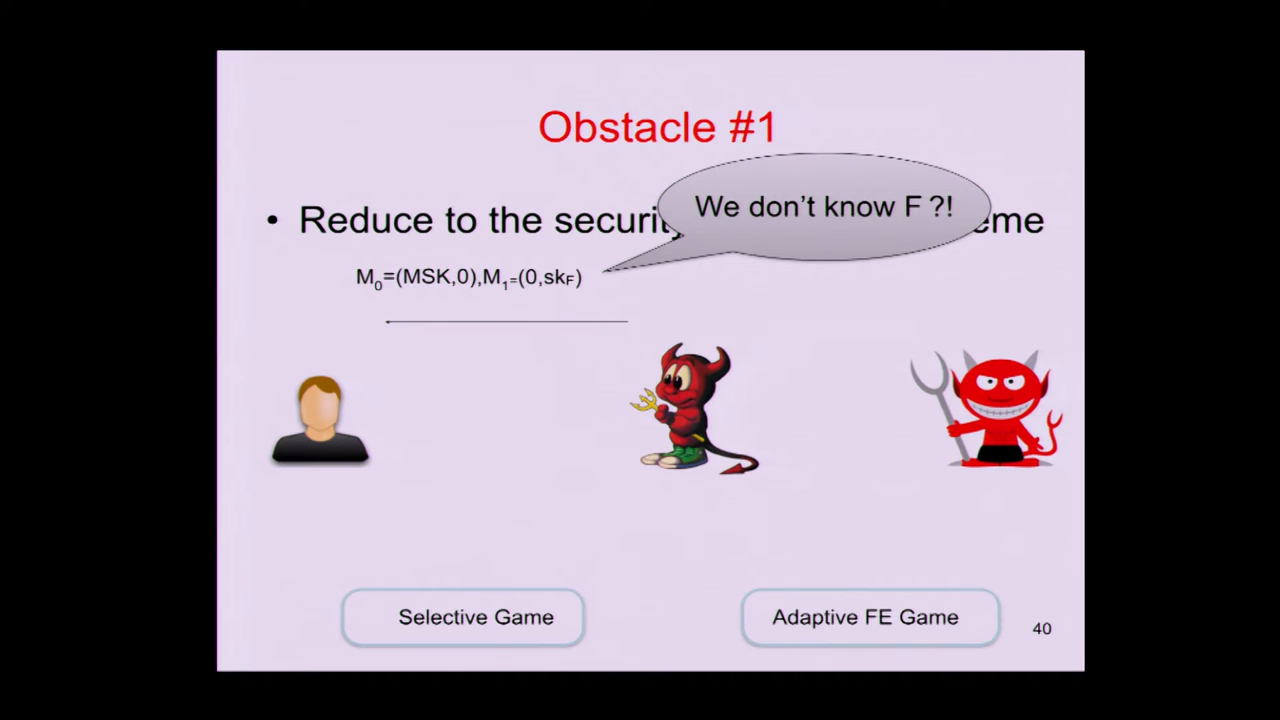 Obstacle #1
We don't know F ?!
• Reduce to the security eme
M0=(MSK,0),M1=(0,skF)
Selective Game
Adaptive FE Game
40